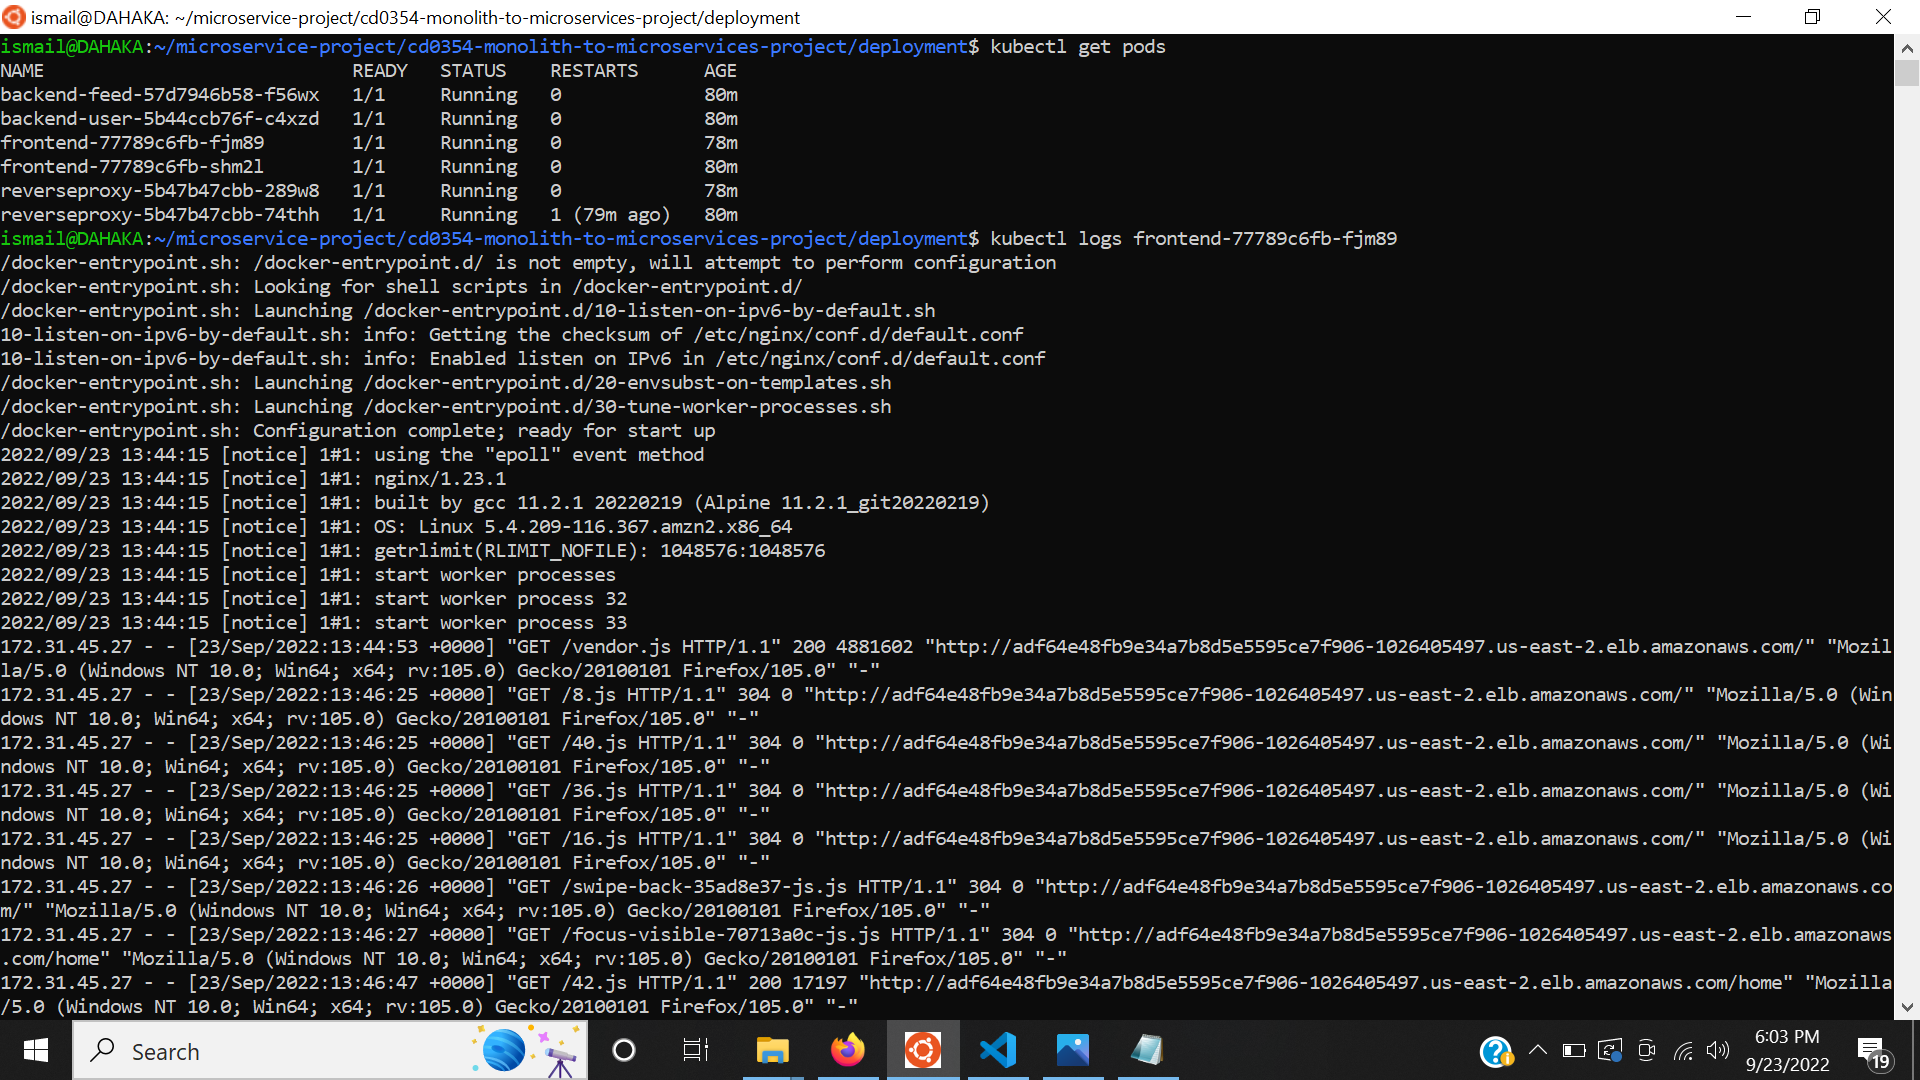 ismail@DAHAKA: ~/microservice-project/cd0354-monolith-to-microservices-project/deployment
ismail@DAHAKA:~/microservice-project/cd0354-monolith-to-microservices-project/deployment$ kubectl get pods
NAME READY STATUS RESTARTS AGE
backend-feed-57d7946b58-f56wx 1/1 Running 0 80m
backend-user-5b44ccb76f-c4xzd 1/1 Running 0 80m
frontend-77789c6fb-fjm89 1/1 Running 0 78m
frontend-77789c6fb-shm2l 1/1 Running 0 80m
reverseproxy-5b47b47cbb-289w8 1/1 Running 0 78m
reverseproxy-5b47b47cbb-74thh 1/1 Running 1 (79m ago) 80m
ismail@DAHAKA:~/microservice-project/cd0354-monolith-to-microservices-project/deployment$ kubectl logs frontend-77789c6fb-fjm89
/docker-entrypoint.sh: /docker-entrypoint.d/ is not empty, will attempt to perform configuration
/docker-entrypoint.sh: Looking for shell scripts in /docker-entrypoint.d/
/docker-entrypoint.sh: Launching /docker-entrypoint.d/10-listen-on-ipv6-by-default.sh
10-listen-on-ipv6-by-default.sh: info: Getting the checksum of /etc/nginx/conf.d/default.conf
10-listen-on-ipv6-by-default.sh: info: Enabled listen on IPv6 in /etc/nginx/conf.d/default.conf
/docker-entrypoint.sh: Launching /docker-entrypoint.d/20-envsubst-on-templates.sh
/docker-entrypoint.sh: Launching /docker-entrypoint.d/30-tune-worker-processes.sh
/docker-entrypoint.sh: Configuration complete; ready for start up
2022/09/23 13:44:15 [notice] 1#1: using the "epoll" event method
2022/09/23 13:44:15 [notice] 1#1: nginx/1.23.1
2022/09/23 13:44:15 [notice] 1#1: built by gcc 11.2.1 20220219 (Alpine 11.2.1_git20220219)
2022/09/23 13:44:15 [notice] 1#1: OS: Linux 5.4.209-116.367.amzn2.x86_64
2022/09/23 13:44:15 [notice] 1#1: getrlimit(RLIMIT_NOFILE): 1048576:1048576
2022/09/23 13:44:15 [notice] 1#1: start worker processes
2022/09/23 13:44:15 [notice] 1#1: start worker process 32
2022/09/23 13:44:15 [notice] 1#1: start worker process 33
172.31.45.27 - - [23/Sep/2022:13:44:53 +0000] "GET /vendor.js HTTP/1.1" 200 4881602 "http://adf64e48fb9e34a7b8d5e5595ce7f906-1026405497.us-east-2.elb.amazonaws.com/" "Mozil
la/5.0 (Windows NT 10.0; Win64; x64; rv:105.0) Gecko/20100101 Firefox/105.0" "-"
172.31.45.27 - - [23/Sep/2022:13:46:25 +0000] "GET /8.js HTTP/1.1" 304 0 "http://adf64e48fb9e34a7b8d5e5595ce7f906-1026405497.us-east-2.elb.amazonaws.com/" "Mozilla/5.0 (Win
dows NT 10.0; Win64; x64; rv:105.0) Gecko/20100101 Firefox/105.0" "-"
172.31.45.27 - - [23/Sep/2022:13:46:25 +0000] "GET /40.js HTTP/1.1" 304 0 "http://adf64e48fb9e34a7b8d5e5595ce7f906-1026405497.us-east-2.elb.amazonaws.com/" "Mozilla/5.0 (Wi
ndows NT 10.0; Win64; x64; rv:105.0) Gecko/20100101 Firefox/105.0" "-"
172.31.45.27 - - [23/Sep/2022:13:46:25 +0000] "GET /36.js HTTP/1.1" 304 0 "http://adf64e48fb9e34a7b8d5e5595ce7f906-1026405497.us-east-2.elb.amazonaws.com/" "Mozilla/5.0 (Wi
ndows NT 10.0; Win64; x64; rv:105.0) Gecko/20100101 Firefox/105.0" "-"
172.31.45.27 - - [23/Sep/2022:13:46:25 +0000] "GET /16.js HTTP/1.1" 304 0 "http://adf64e48fb9e34a7b8d5e5595ce7f906-1026405497.us-east-2.elb.amazonaws.com/" "Mozilla/5.0 (Wi
ndows NT 10.0; Win64; x64; rv:105.0) Gecko/20100101 Firefox/105.0" "-"
172.31.45.27 - - [23/Sep/2022:13:46:26 +0000] "GET /swipe-back-35ad8e37-js.js HTTP/1.1" 304 0 "http://adf64e48fb9e34a7b8d5e5595ce7f906-1026405497.us-east-2.elb.amazonaws.co
m/" "Mozilla/5.0 (Windows NT 10.0; Win64; x64; rv:105.0) Gecko/20100101 Firefox/105.0" "-"
172.31.45.27 - - [23/Sep/2022:13:46:27 +0000] "GET /focus-visible-70713a0c-js.js HTTP/1.1" 304 0 "http://adf64e48fb9e34a7b8d5e5595ce7f906-1026405497.us-east-2.elb.amazonaws
.com/home" "Mozilla/5.0 (Windows NT 10.0; Win64; x64; rv:105.0) Gecko/20100101 Firefox/105.0" "-"
172.31.45.27 - - [23/Sep/2022:13:46:47 +0000] "GET /42.js HTTP/1.1" 200 17197 "http://adf64e48fb9e34a7b8d5e5595ce7f906-1026405497.us-east-2.elb.amazonaws.com/home" "Mozilla
/5.0 (Windows NT 10.0; Win64; x64; rv:105.0) Gecko/20100101 Firefox/105.0" "-"
Search
6:03 PM
9/23/2022
19